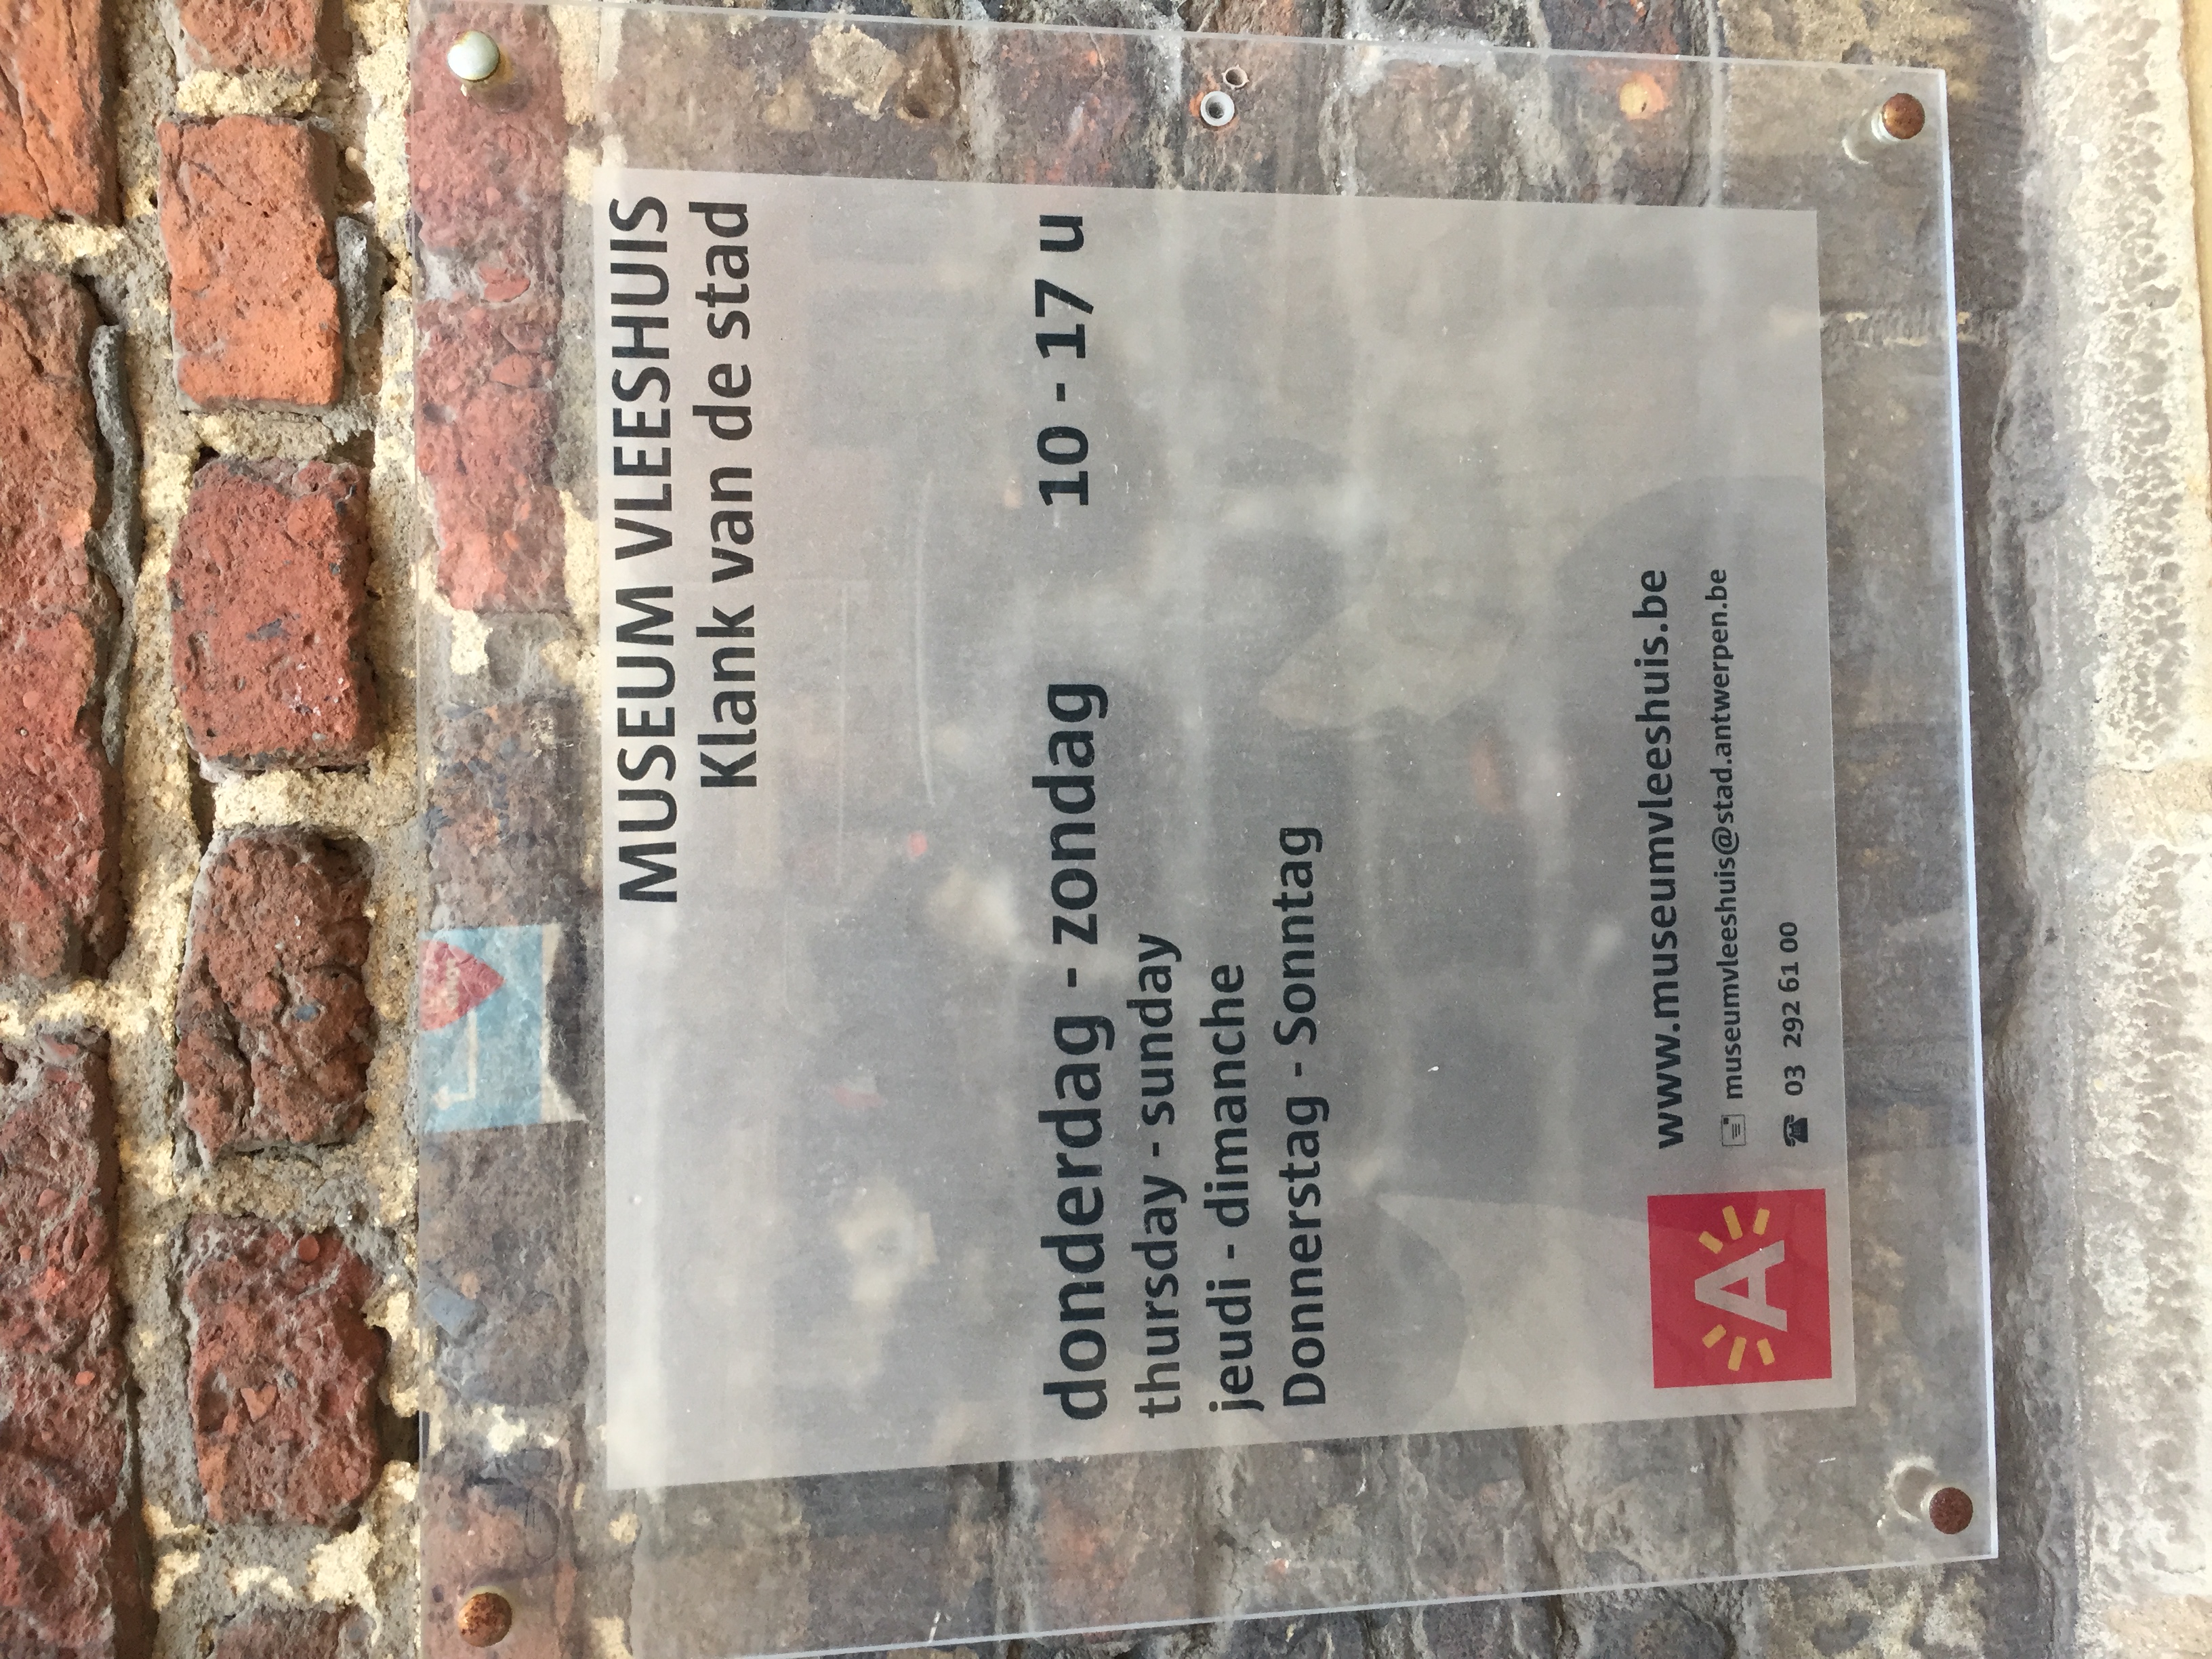 MUSEUM VLEESHUIS
Klank van de stad
donderdag - zondag 10 - 17 u
thursday - sunday
jeudi - dimanche
Donnerstag - Sonntag
www.museumvleeshuis.be
museumvleeshuis@stad.antwerpen.be
03 292 61 00
A